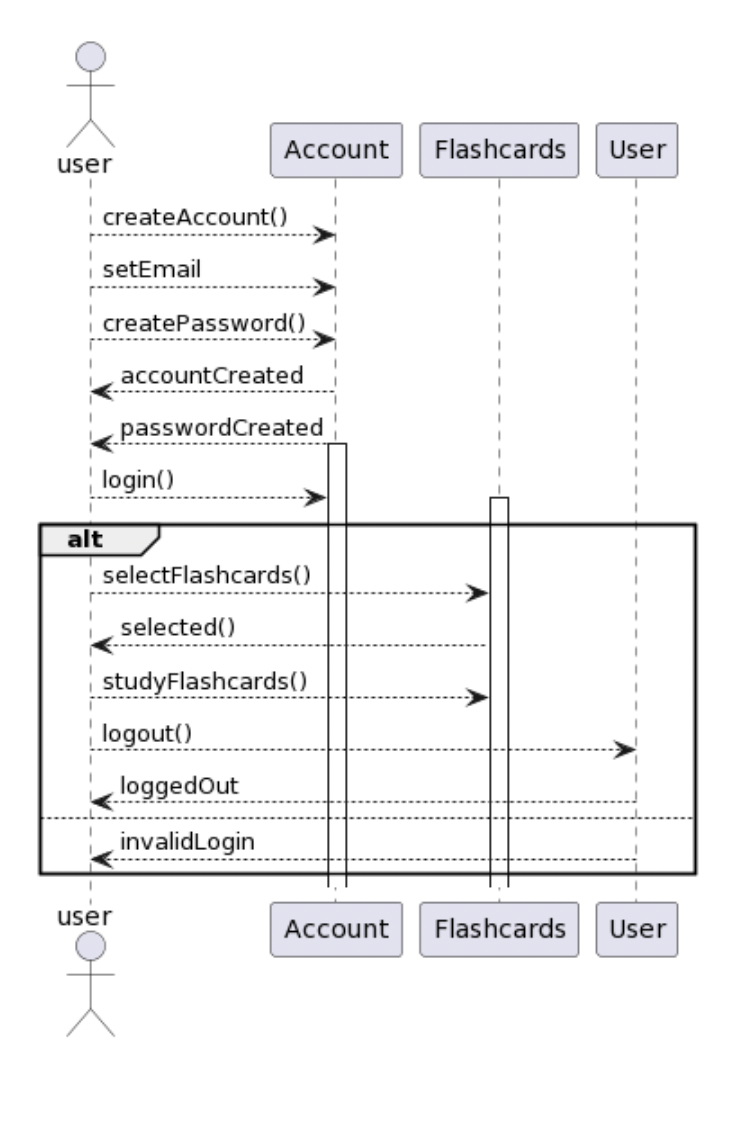 user
Account
Flashcards
User
createAccount()
setEmail
createPassword()
accountCreated
passwordCreated
login()
alt
selectFlashcards()
selected()
studyFlashcards()
logout()
loggedOut
invalidLogin
user
Account
Flashcards
User